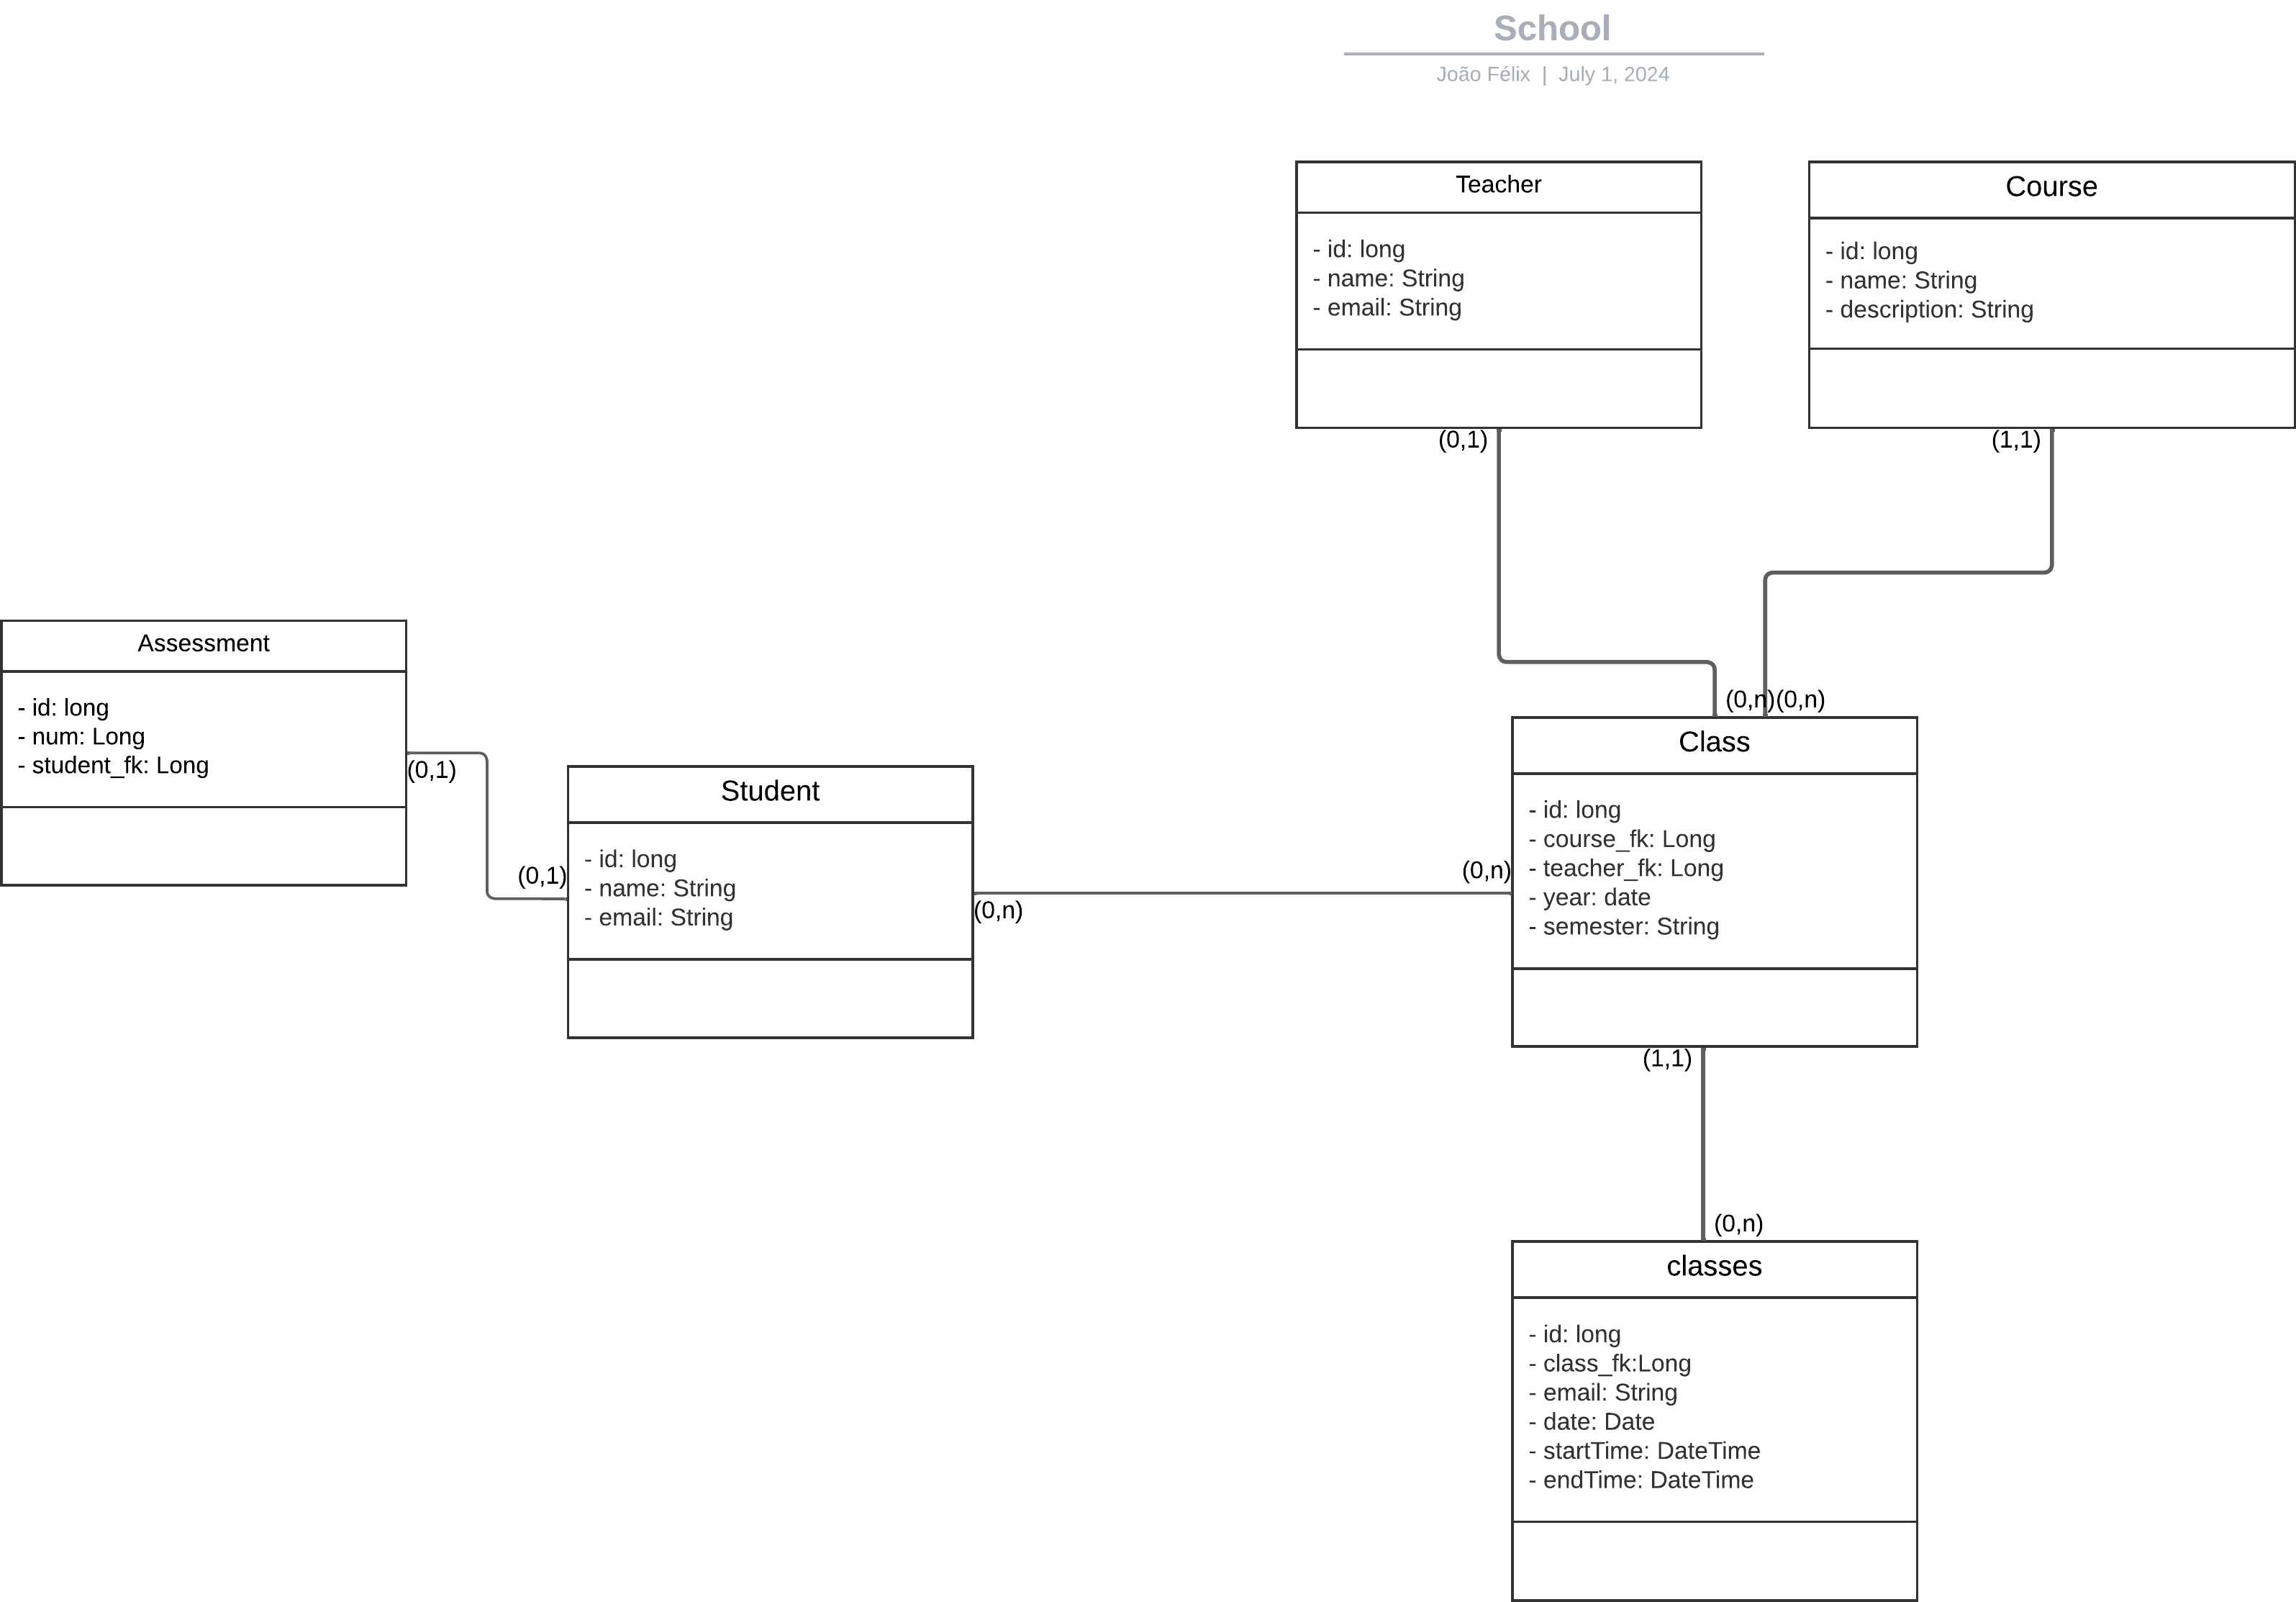 School
João Félix | July 1, 2024
Teacher
- id: long
- name: String
- email: String
(0,1)
Course
- id: long
- name: String
- description: String
(1,1)
Assessment
- id: long
- num: Long
- student_fk: Long
(0,1)
(0,1)
Student
- id: long
- name: String
- email: String
(0,n)
(0,n)
(0,n)(0,n)
Class
- id: long
- course_fk: Long
- teacher_fk: Long
- year: date
- semester: String
(1,1)
(0,n)
classes
- id: long
- class_fk:Long
- email: String
- date: Date
- startTime: DateTime
- endTime: DateTime